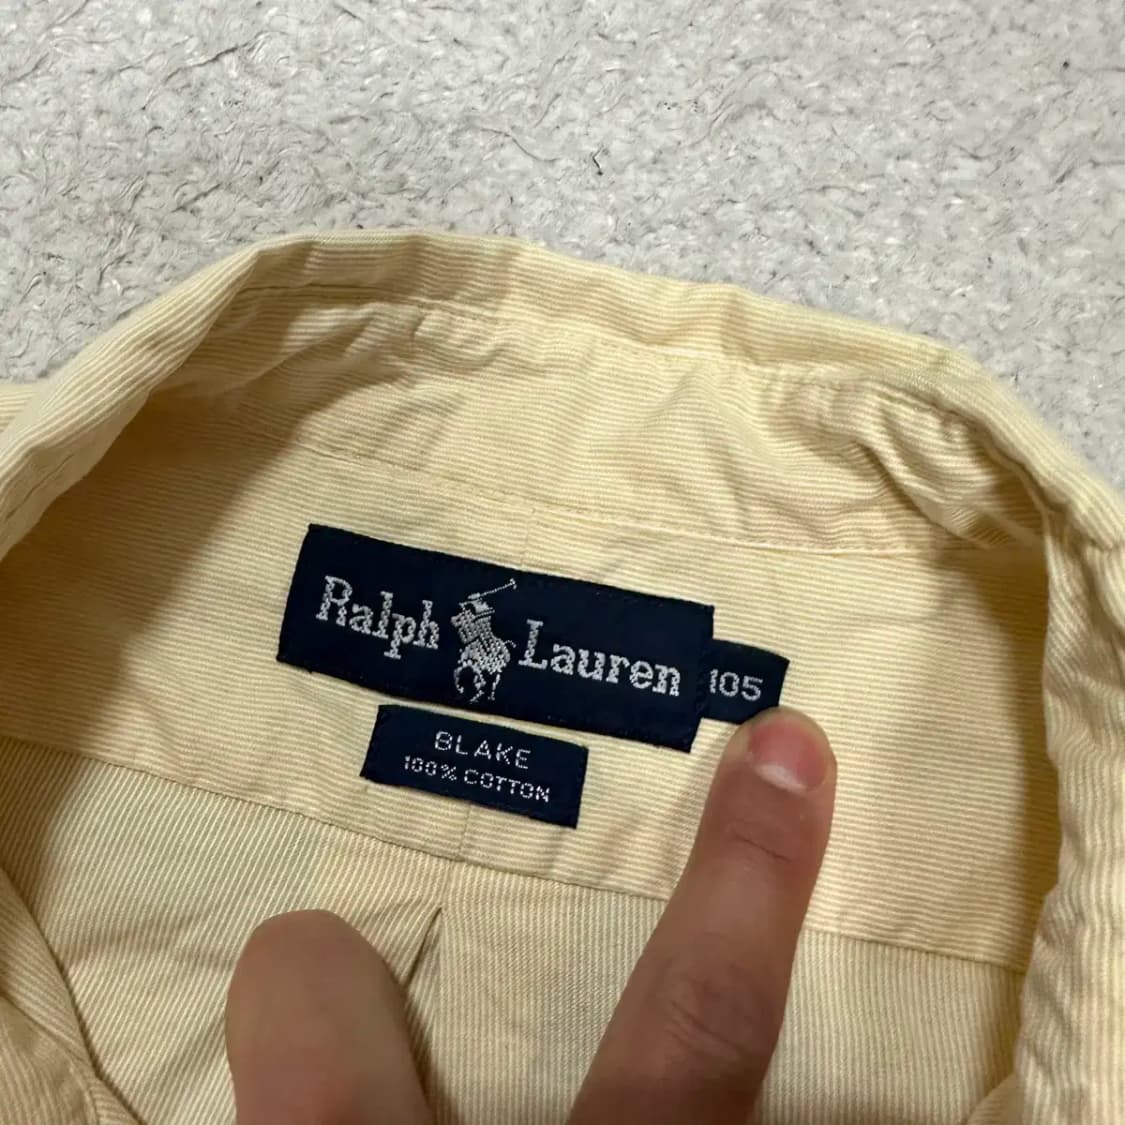 Ralph Lauren
105
BLAKE
100% COTTON